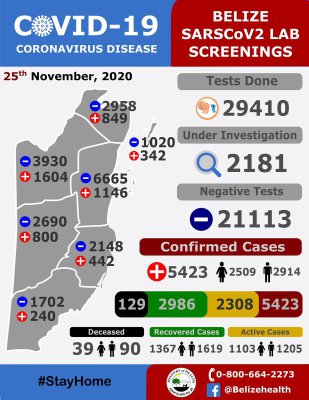 COVID-19
CORONAVIRUS DISEASE
BELIZE
SARSCoV2 LAB
SCREENINGS
25th November, 2020
2958
849
1020
342
3930
1604
6665
1146
2690
800
2148
442
1702
240
Tests Done
29410
Under Investigation
2181
Negative Tests
21113
Confirmed Cases
5423 2509 2914
129 2986 2308 5423
Deceased Recovered Cases Active Cases
39 90 1367 1619 1103 1205
#StayHome
0-800-664-2273
@Belizehealth